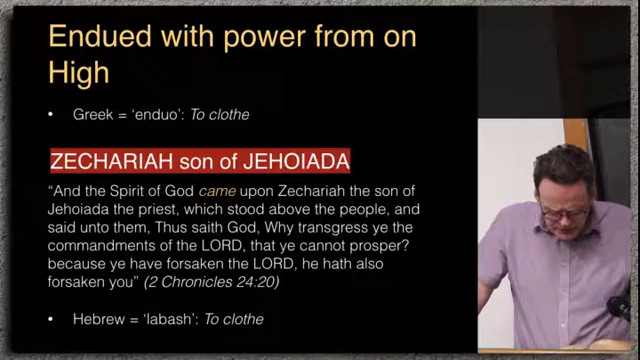 Endued with power from on
High
• Greek = ‘enduo’: To clothe
ZECHARIAH son of JEHOIADA
“And the Spirit of God came upon Zechariah the son of
Jehoiada the priest, which stood above the people, and
said unto them, Thus saith God, Why transgress ye the
commandments of the LORD, that ye cannot prosper?
because ye have forsaken the LORD, he hath also
forsaken you” (2 Chronicles 24:20)
• Hebrew = ‘labash’: To clothe